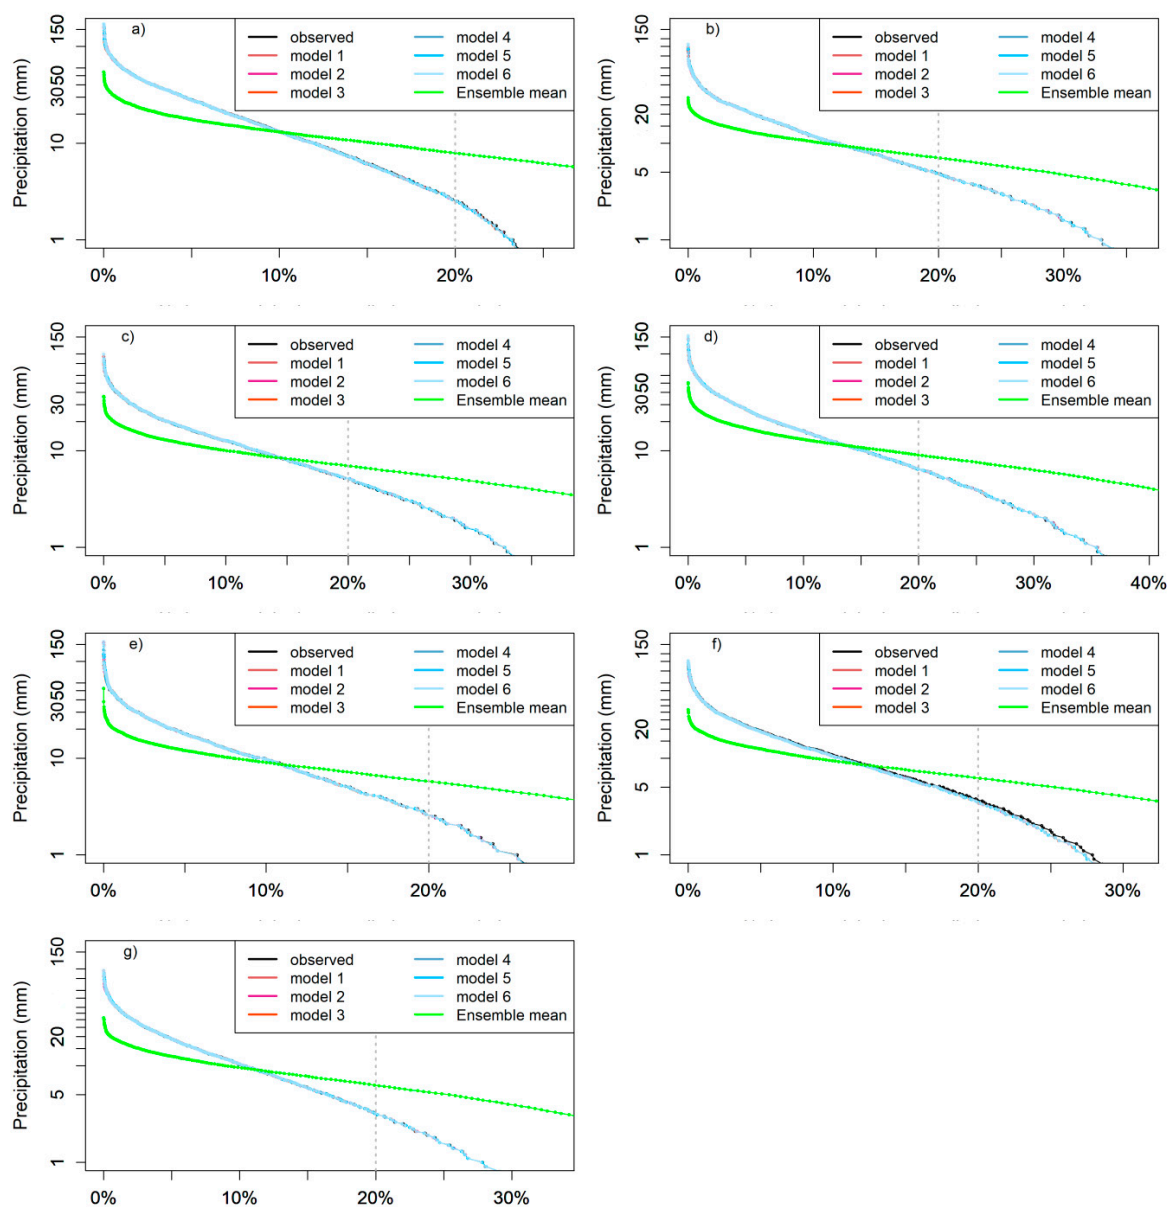 a)
observed
model 1
model 2
model 3
model 4
model 5
model 6
Ensemble mean
Precipitation (mm)
150
3050
10
1
0%
10%
20%
b)
observed
model 1
model 2
model 3
model 4
model 5
model 6
Ensemble mean
Precipitation (mm)
150
20
5
1
0%
10%
20%
30%
c)
observed
model 1
model 2
model 3
model 4
model 5
model 6
Ensemble mean
Precipitation (mm)
150
30
10
1
0%
10%
20%
30%
d)
observed
model 1
model 2
model 3
model 4
model 5
model 6
Ensemble mean
Precipitation (mm)
150
3050
10
1
0%
10%
20%
30%
40%
e)
observed
model 1
model 2
model 3
model 4
model 5
model 6
Ensemble mean
Precipitation (mm)
150
3050
10
1
0%
10%
20%
f)
observed
model 1
model 2
model 3
model 4
model 5
model 6
Ensemble mean
Precipitation (mm)
150
20
5
1
0%
10%
20%
30%
g)
observed
model 1
model 2
model 3
model 4
model 5
model 6
Ensemble mean
Precipitation (mm)
150
20
5
1
0%
10%
20%
30%